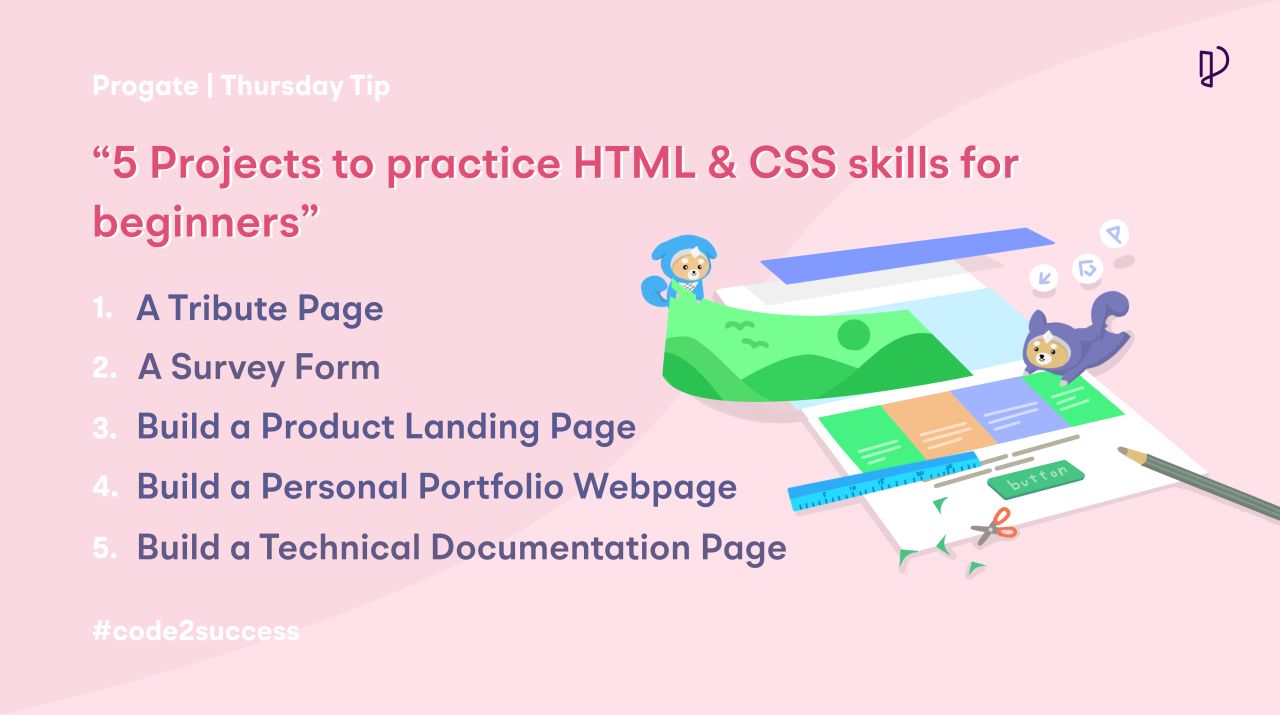 Progate | Thursday Tip
“5 Projects to practice HTML & CSS skills for
beginners”
1. A Tribute Page
2. A Survey Form
3. Build a Product Landing Page
4. Build a Personal Portfolio Webpage
5. Build a Technical Documentation Page
button
#code2success